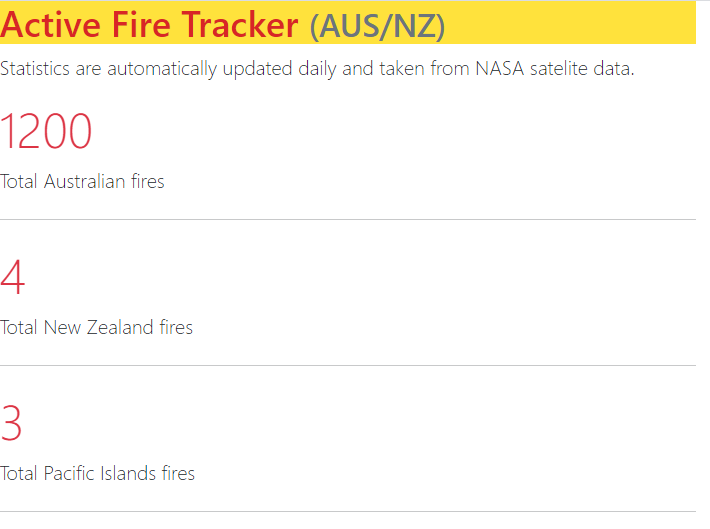 Active Fire Tracker (AUS/NZ)
Statistics are automatically updated daily and taken from NASA satelite data.
1200
Total Australian fires
4
Total New Zealand fires
3
Total Pacific Islands fires